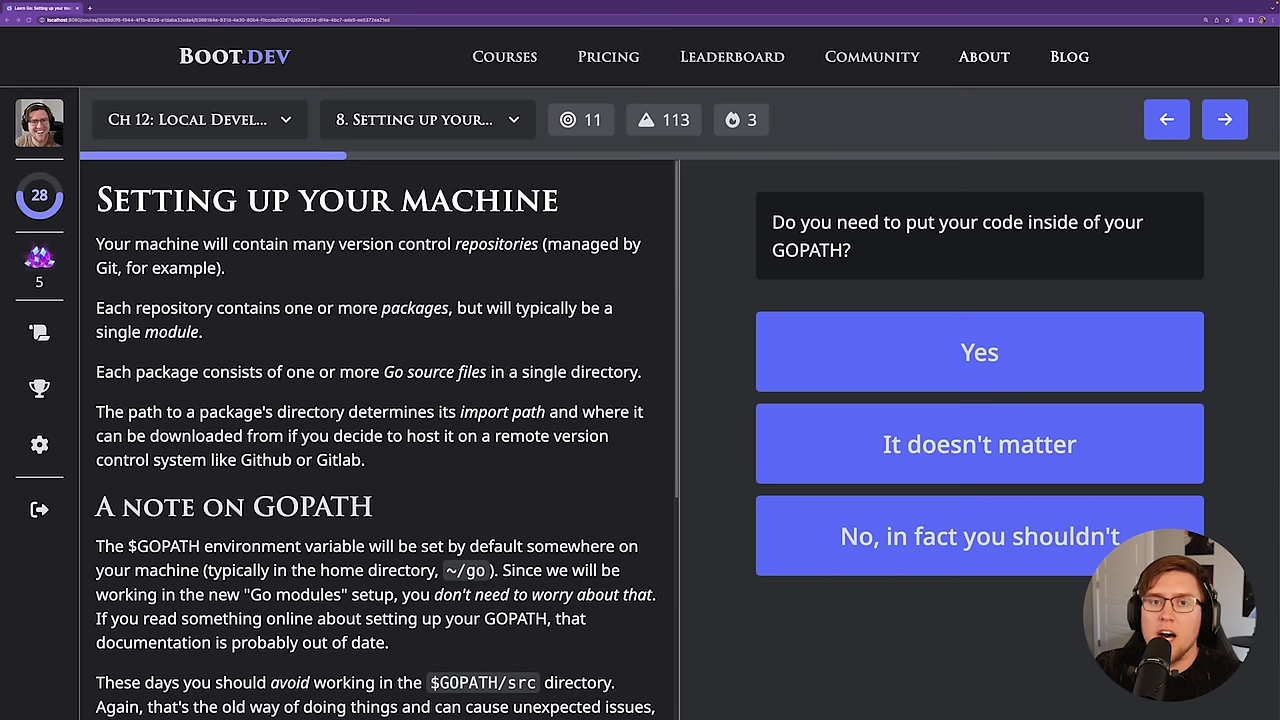 Learn Go: Setting up your ma...
BOOT.DEV
COURSES
PRICING
LEADERBOARD
COMMUNITY
ABOUT
BLOG
CH 12: LOCAL DEVEL...
8. SETTING UP YOUR...
11
113
3
28
5
SETTING UP YOUR MACHINE
Your machine will contain many version control repositories (managed by
Git, for example).
Each repository contains one or more packages, but will typically be a
single module.
Each package consists of one or more Go source files in a single directory.
The path to a package's directory determines its import path and where it
can be downloaded from if you decide to host it on a remote version
control system like Github or Gitlab.
A NOTE ON GOPATH
The $GOPATH environment variable will be set by default somewhere on
your machine (typically in the home directory, ~/go ). Since we will be
working in the new "Go modules" setup, you don't need to worry about that.
If you read something online about setting up your GOPATH, that
documentation is probably out of date.
These days you should avoid working in the $GOPATH/src directory.
Again, that's the old way of doing things and can cause unexpected issues,
Do you need to put your code inside of your
GOPATH?
Yes
It doesn't matter
No, in fact you shouldn't